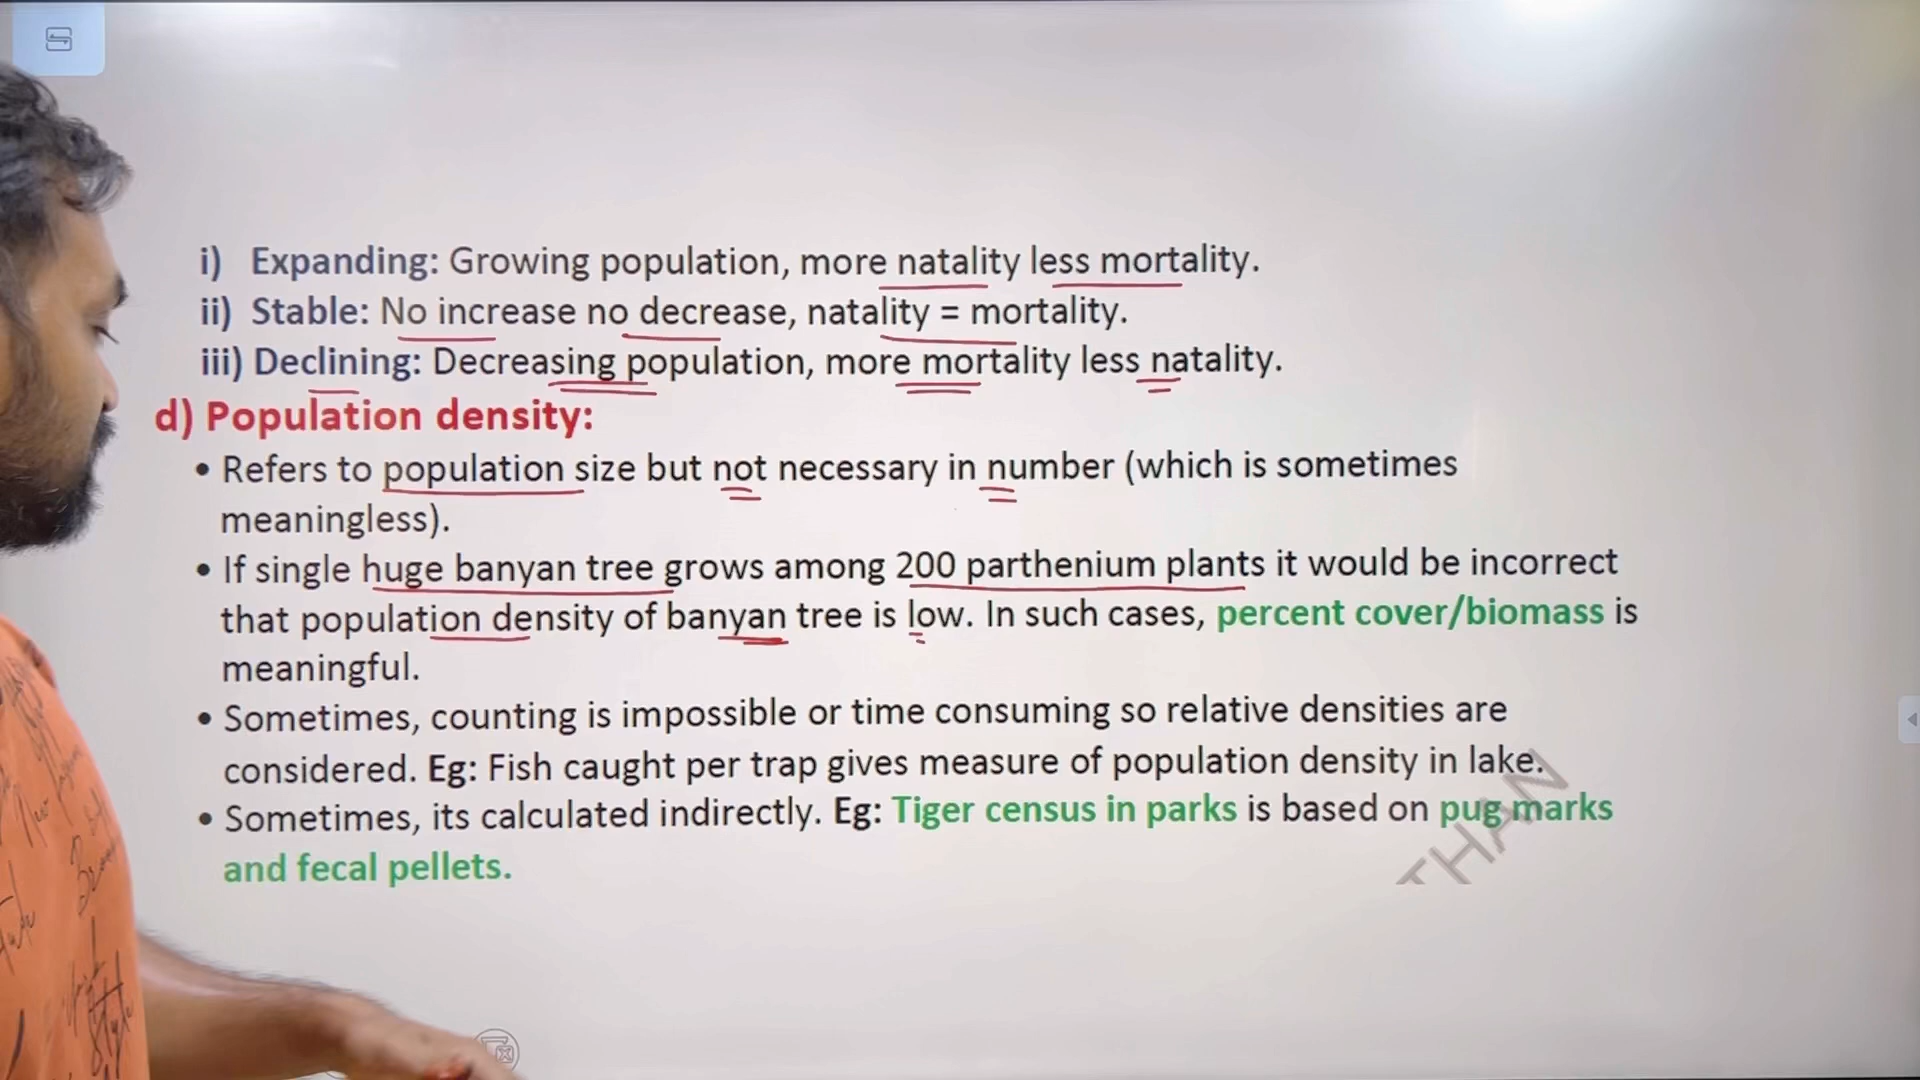 i) Expanding: Growing population, more natality less mortality.
ii) Stable: No increase no decrease, natality = mortality.
iii) Declining: Decreasing population, more mortality less natality.
d) Population density:
• Refers to population size but not necessary in number (which is sometimes
meaningless).
• If single huge banyan tree grows among 200 parthenium plants it would be incorrect
that population density of banyan tree is low. In such cases, percent cover/biomass is
meaningful.
• Sometimes, counting is impossible or time consuming so relative densities are
considered. Eg: Fish caught per trap gives measure of population density in lake.
• Sometimes, its calculated indirectly. Eg: Tiger census in parks is based on pug marks
and fecal pellets.
THAN
Style